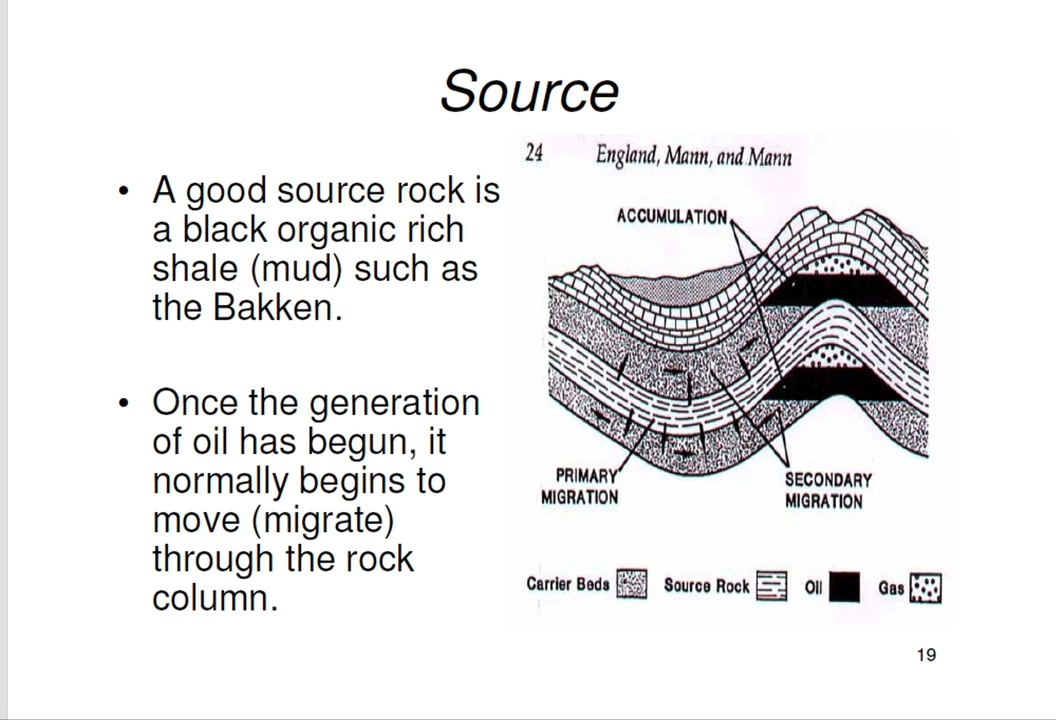 Source
• A good source rock is
a black organic rich
shale (mud) such as
the Bakken.
• Once the generation
of oil has begun, it
normally begins to
move (migrate)
through the rock
column.
24 England, Mann, and Mann
ACCUMULATION
PRIMARY
MIGRATION
SECONDARY
MIGRATION
Carrier Beds Source Rock Oil Gas
19